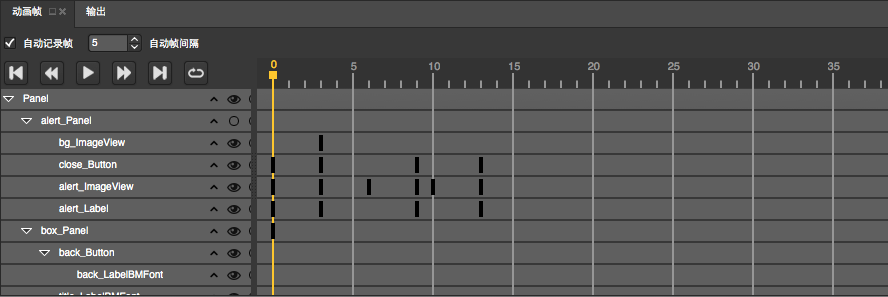 动画帧 输出
自动记录帧 5 自动帧间隔
0 5 10 15 20 25 30 35
Panel
alert_Panel
bg_ImageView
close_Button
alert_ImageView
alert_Label
box_Panel
back_Button
back_LabelBMFont
title_LabelBMFont